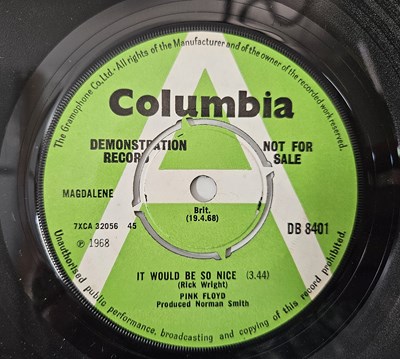 The Gramophone Co. Ltd. · All rights of the Manufacturer and of the owner of the recorded work reserved.
Columbia
DEMONSTRATION RECORD
NOT FOR SALE
MAGDALENE
7XCA 32056 45
℗ 1968
Brit.
(19.4.68)
DB 8401
IT WOULD BE SO NICE (3.44)
(Rick Wright)
PINK FLOYD
Produced Norman Smith
Unauthorised public performance, broadcasting and copying of this record prohibited.
A